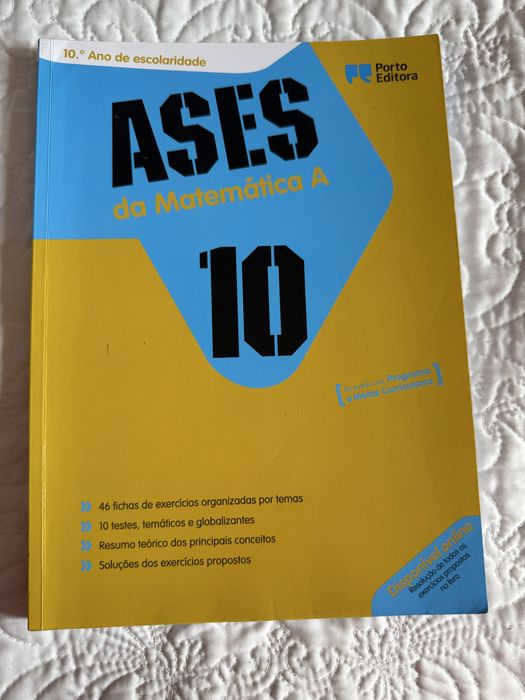 10.º Ano de escolaridade
Porto
Editora
ASES
da Matemática A
10
[De acordo com Programa
e Metas Curriculares]
46 fichas de exercícios organizadas por temas
10 testes, temáticos e globalizantes
Resumo teórico dos principais conceitos
Soluções dos exercícios propostos
Disponível online
Resolução de todos os
exercícios propostos
no livro